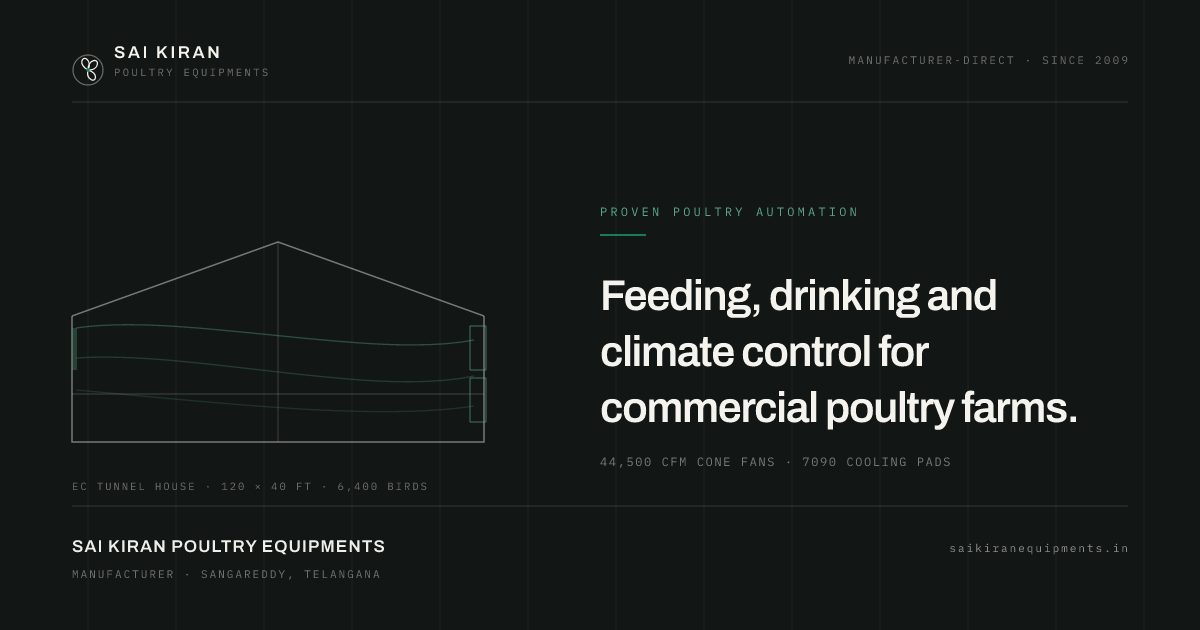 SAI KIRAN
POULTRY EQUIPMENTS
MANUFACTURER-DIRECT · SINCE 2009
PROVEN POULTRY AUTOMATION
Feeding, drinking and
climate control for
commercial poultry farms.
44,500 CFM CONE FANS · 7090 COOLING PADS
EC TUNNEL HOUSE · 120 × 40 FT · 6,400 BIRDS
SAI KIRAN POULTRY EQUIPMENTS
MANUFACTURER · SANGAREDDY, TELANGANA
saikiranequipments.in